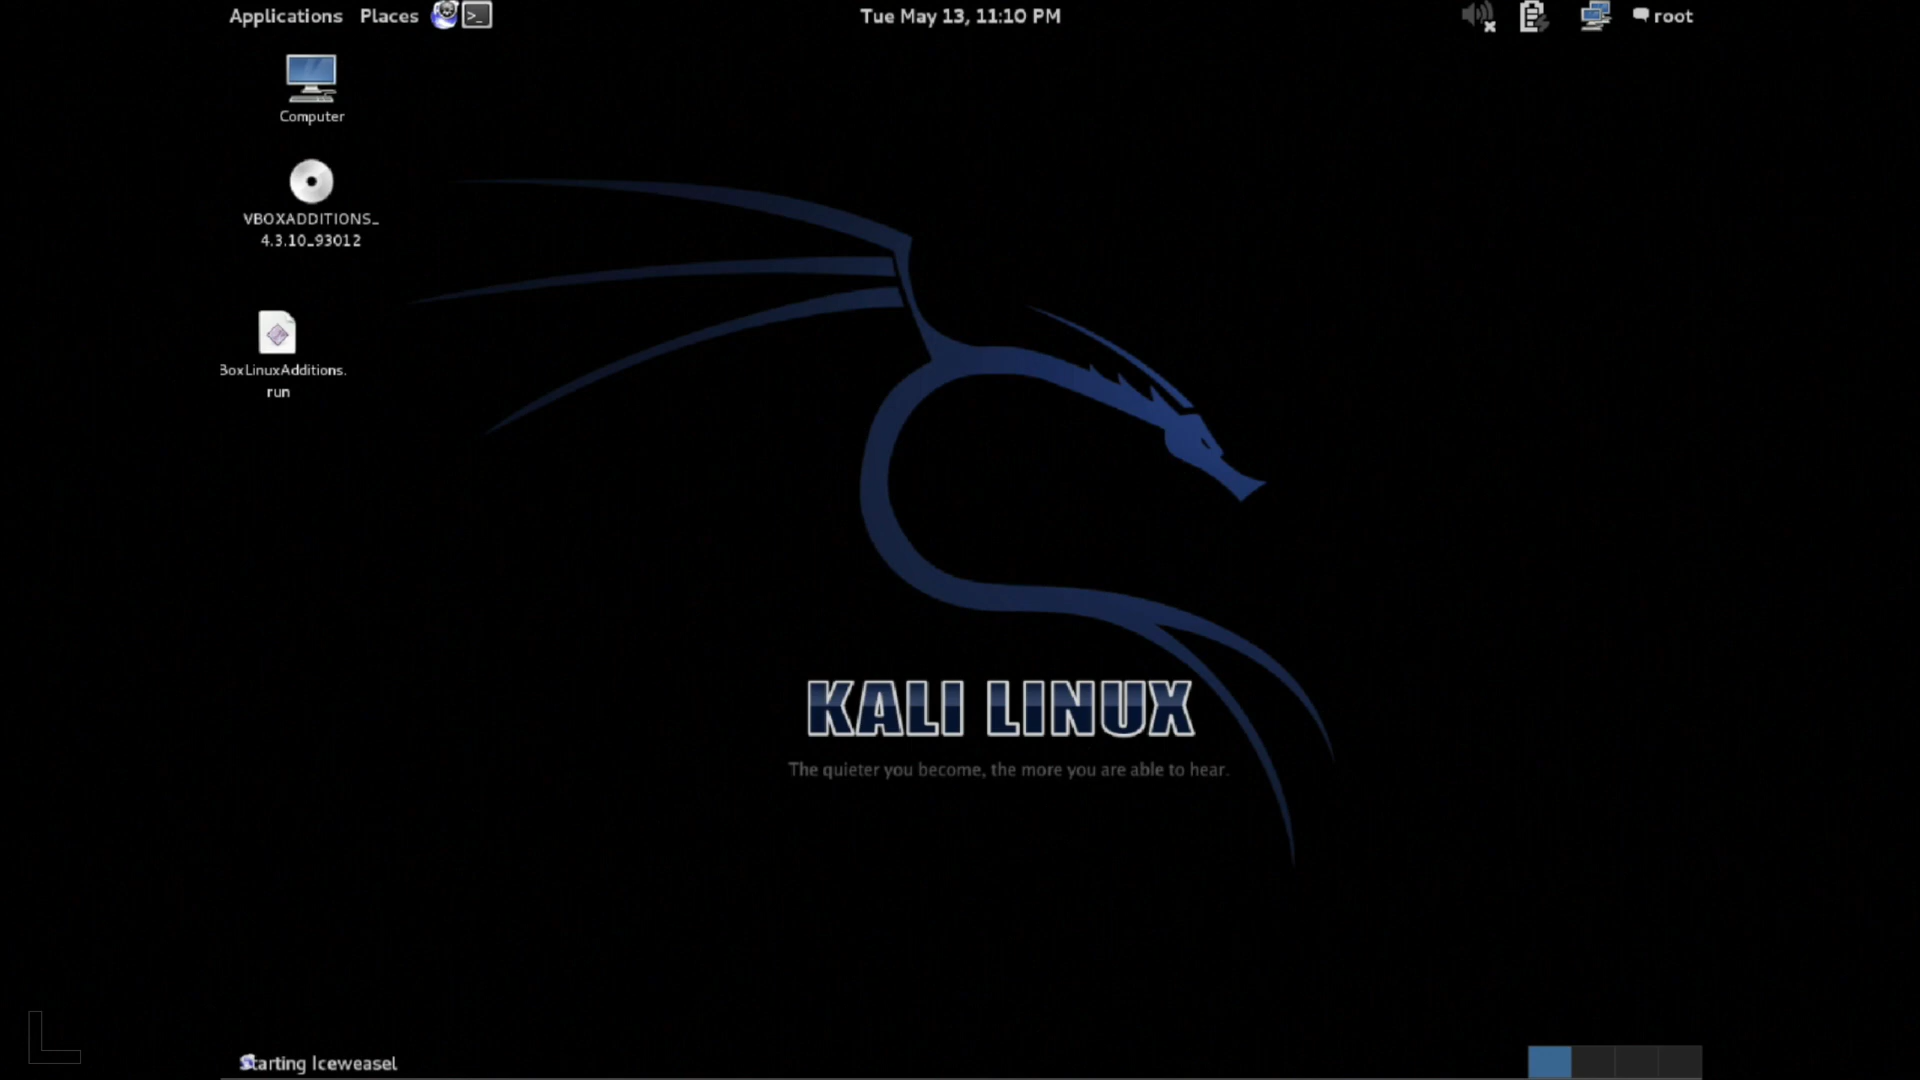 Applications Places Tue May 13, 11:10 PM root
Computer
VBOXADDITIONS_
4.3.10_93012
BoxLinuxAdditions.
run
KALI LINUX
The quieter you become, the more you are able to hear.
Starting Iceweasel